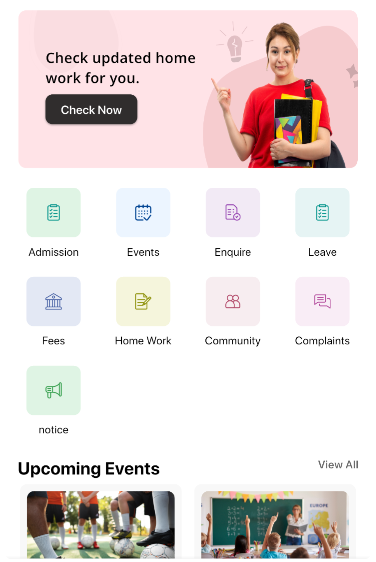 Check updated home
work for you.
Check Now
Admission Events Enquire Leave
Fees Home Work Community Complaints
notice
Upcoming Events View All
EUROPE